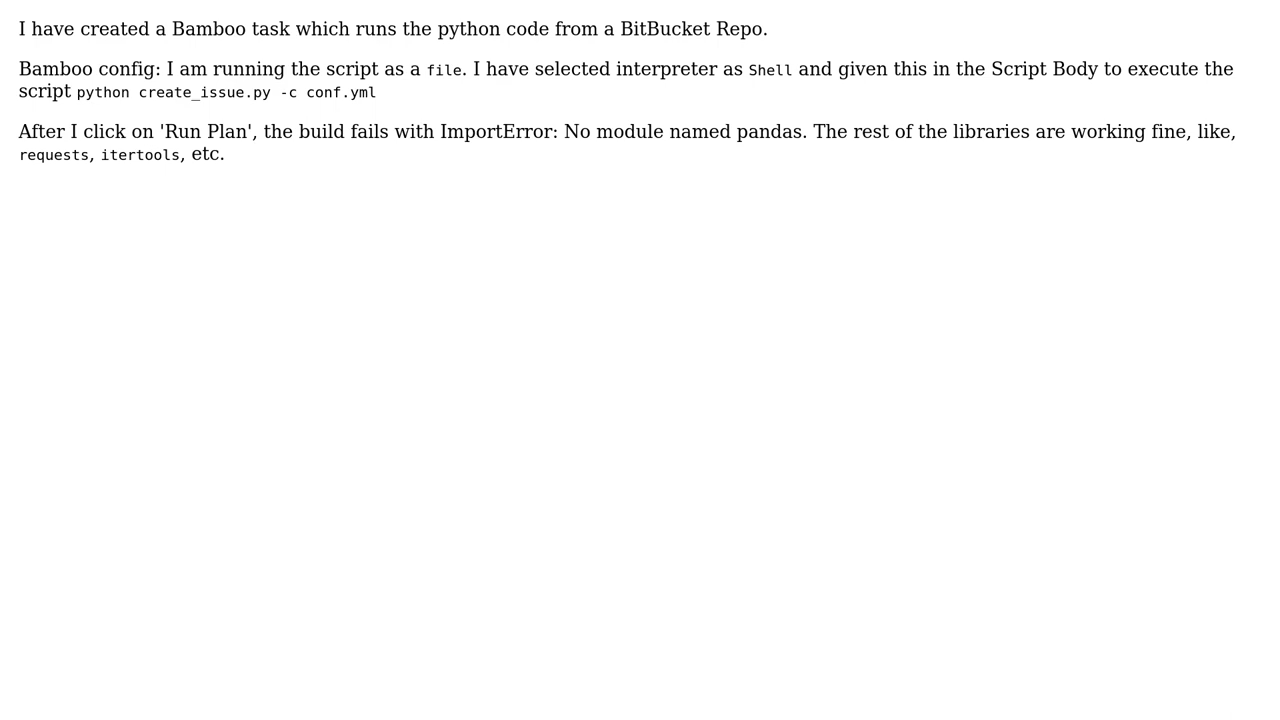 I have created a Bamboo task which runs the python code from a BitBucket Repo.
Bamboo config: I am running the script as a file. I have selected interpreter as Shell and given this in the Script Body to execute the
script python create_issue.py -c conf.yml
After I click on 'Run Plan', the build fails with ImportError: No module named pandas. The rest of the libraries are working fine, like,
requests, itertools, etc.